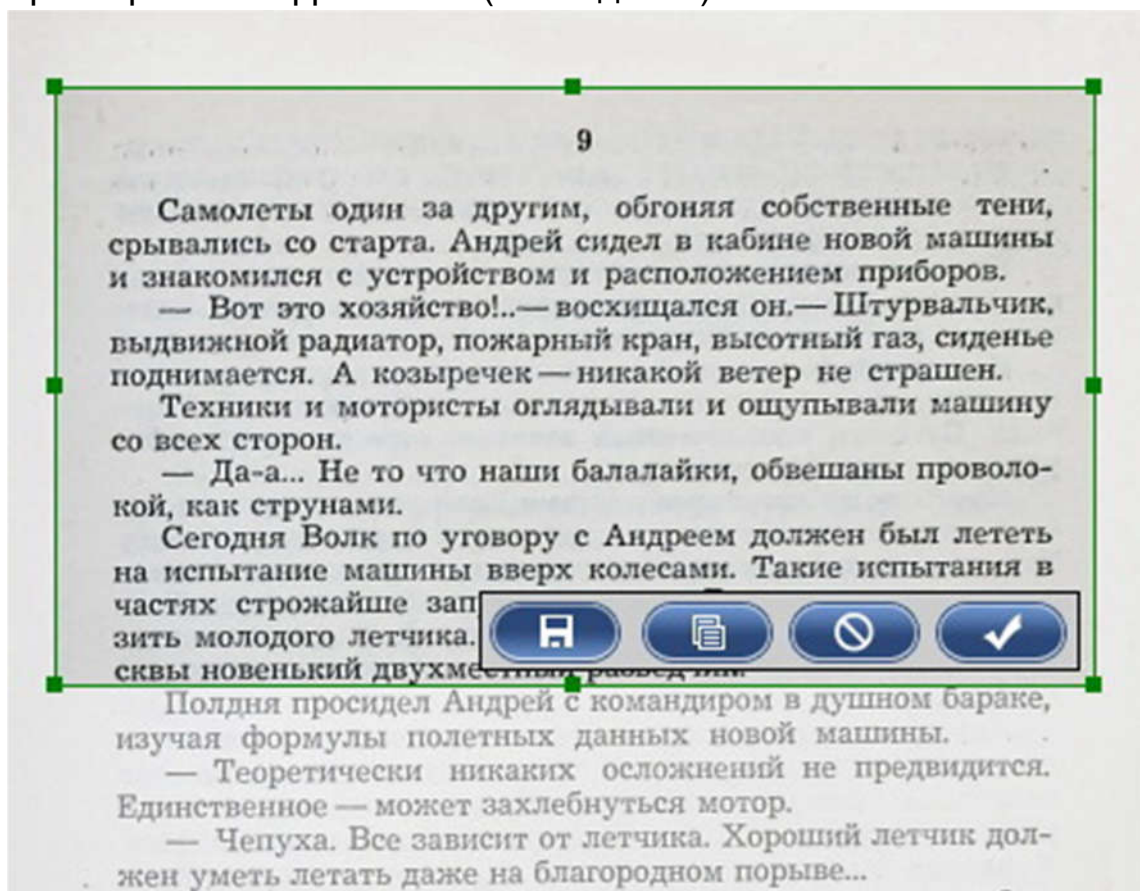 9
Самолеты один за другим, обгоняя собственные тени,
срывались со старта. Андрей сидел в кабине новой машины
и знакомился с устройством и расположением приборов.
— Вот это хозяйство!..— восхищался он.— Штурвальчик,
выдвижной радиатор, пожарный кран, высотный газ, сиденье
поднимается. А козыречек — никакой ветер не страшен.
Техники и мотористы оглядывали и ощупывали машину
со всех сторон.
— Да-а... Не то что наши балалайки, обвешаны проволо-
кой, как струнами.
Сегодня Волк по уговору с Андреем должен был лететь
на испытание машины вверх колесами. Такие испытания в
частях строжайше зап
зить молодого летчика.
сквы новенький двухместный
Полдня просидел Андрей с командиром в душном бараке,
изучая формулы полетных данных новой машины.
— Теоретически никаких осложнений не предвидится.
Единственное — может захлебнуться мотор.
— Чепуха. Все зависит от летчика. Хороший летчик дол-
жен уметь летать даже на благородном порыве...